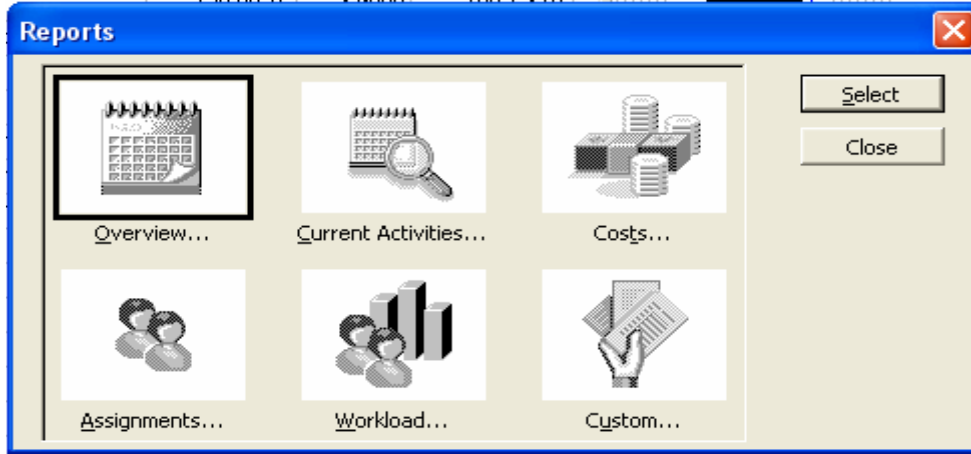 Reports
Select
Close
Overview...
Current Activities...
Costs...
Assignments...
Workload...
Custom...